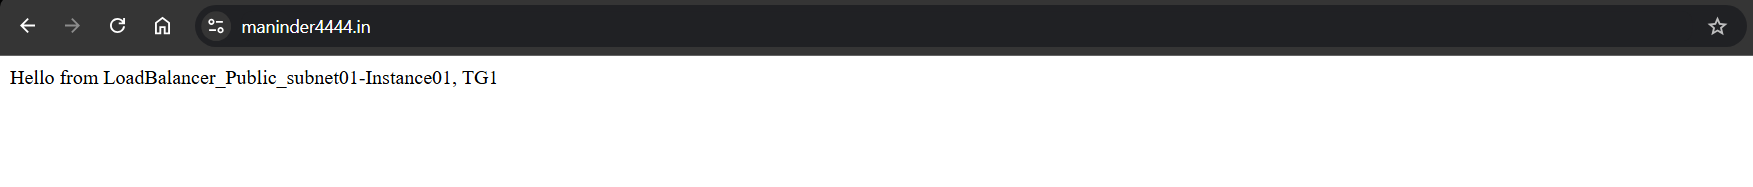 maninder4444.in
Hello from LoadBalancer_Public_subnet01-Instance01, TG1